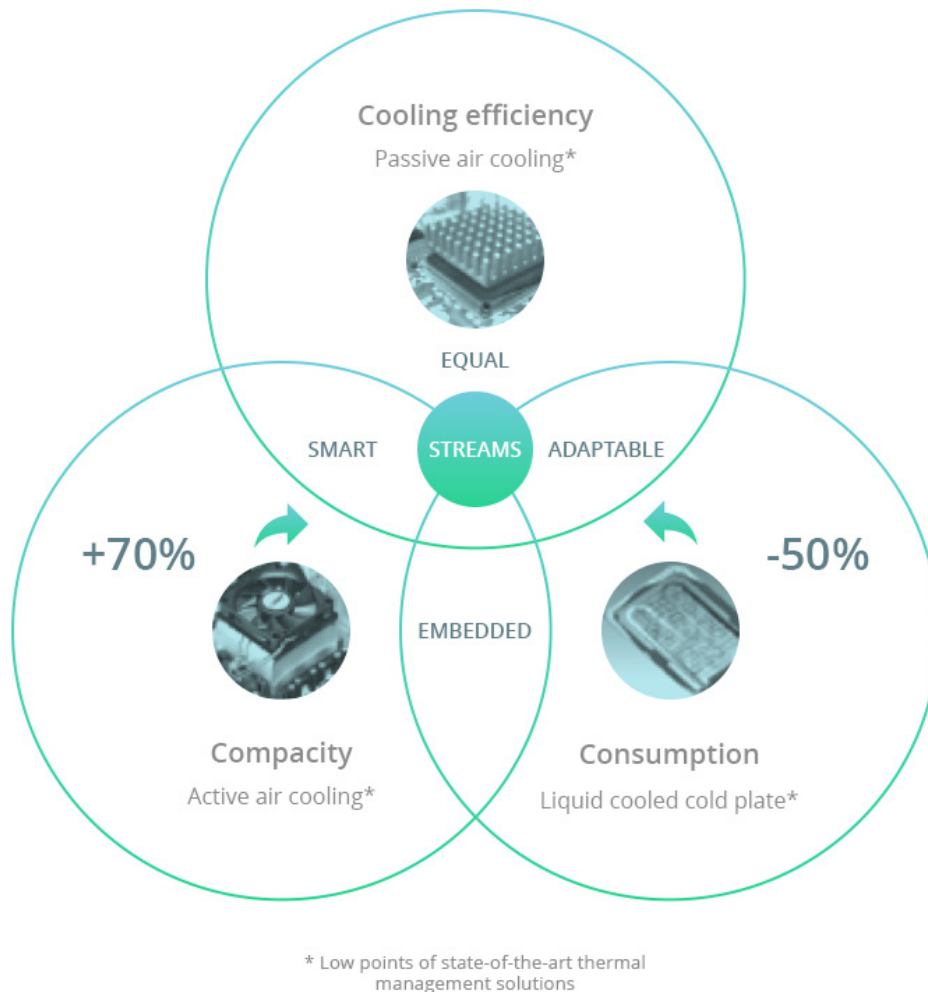 Cooling efficiency
Passive air cooling*
EQUAL
SMART
STREAMS
ADAPTABLE
+70%
-50%
EMBEDDED
Compacity
Active air cooling*
Consumption
Liquid cooled cold plate*
* Low points of state-of-the-art thermal
management solutions